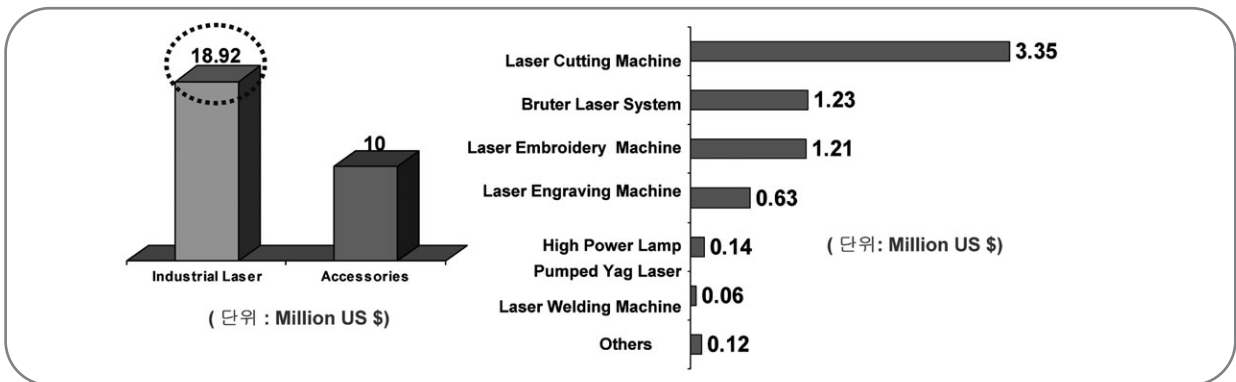 18.92
10
Industrial Laser
Accessories
( 단위 : Million US $)
Laser Cutting Machine
3.35
Bruter Laser System
1.23
Laser Embroidery Machine
1.21
Laser Engraving Machine
0.63
High Power Lamp
Pumped Yag Laser
0.14
Laser Welding Machine
0.06
Others
0.12
( 단위: Million US $)